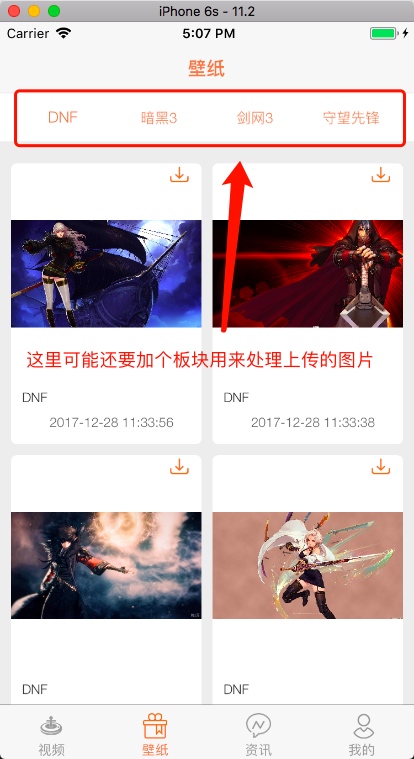 iPhone 6s - 11.2
Carrier 5:07 PM
壁纸
DNF 暗黑3 剑网3 守望先锋
这里可能还要加个板块用来处理上传的图片
DNF DNF
2017-12-28 11:33:56 2017-12-28 11:33:38
DNF DNF
视频 壁纸 资讯 我的